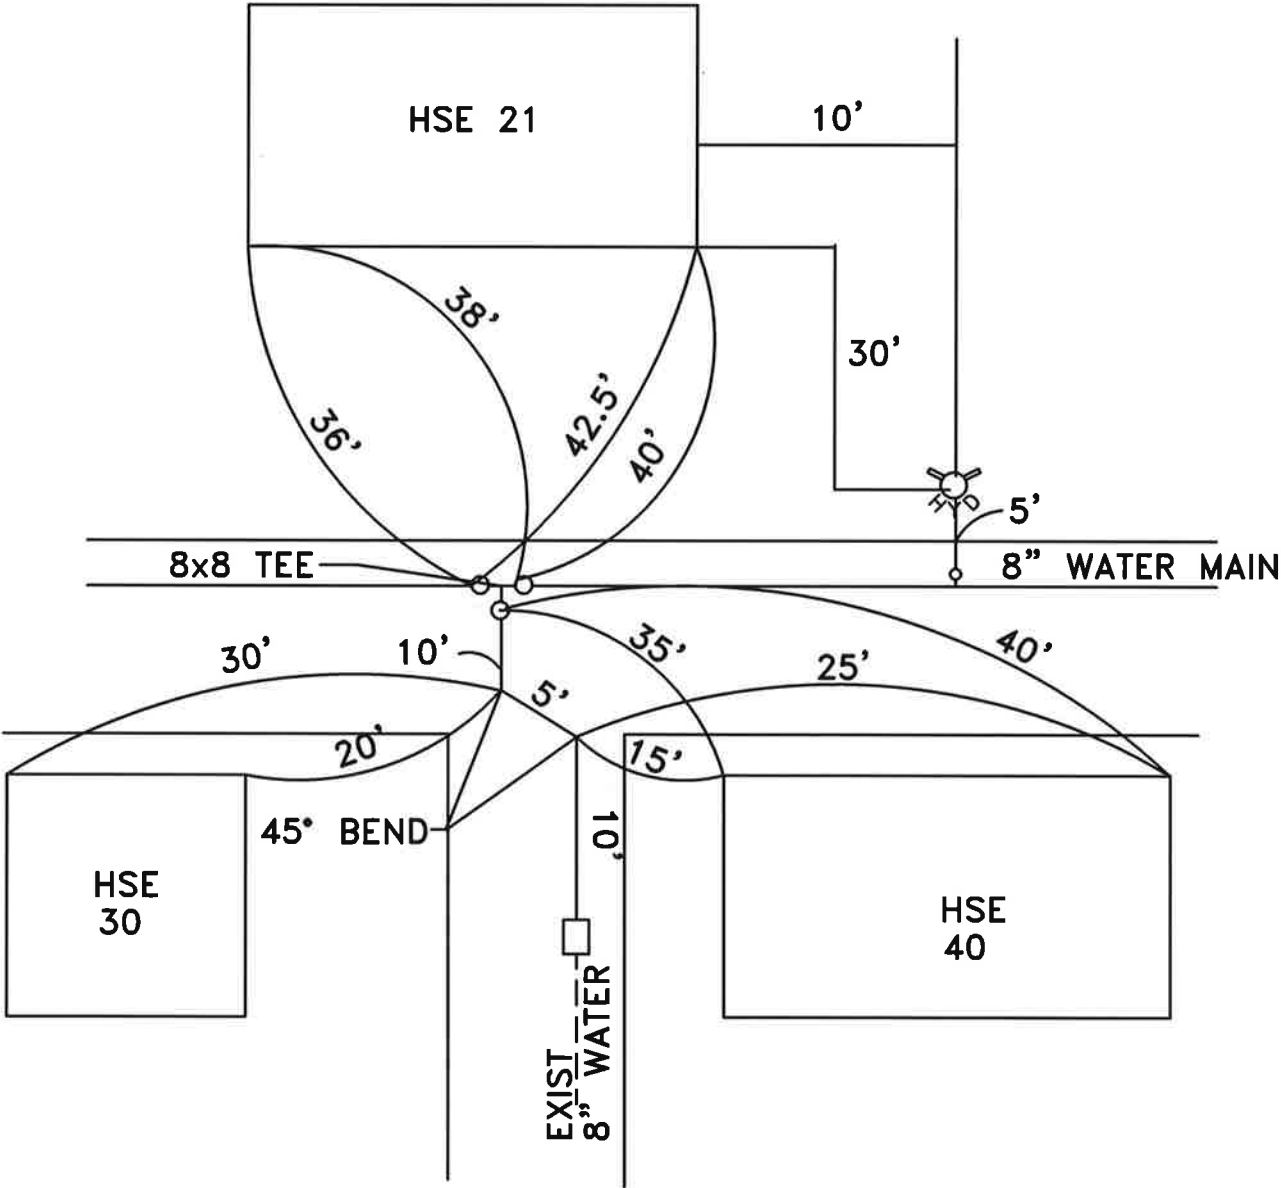 HSE 21
10'
38'
36'
42.5'
40'
30'
HYD
5'
8x8 TEE
8” WATER MAIN
30'
10'
35'
40'
5'
25'
20'
15'
45° BEND
10'
HSE
30
HSE
40
EXIST
8” WATER